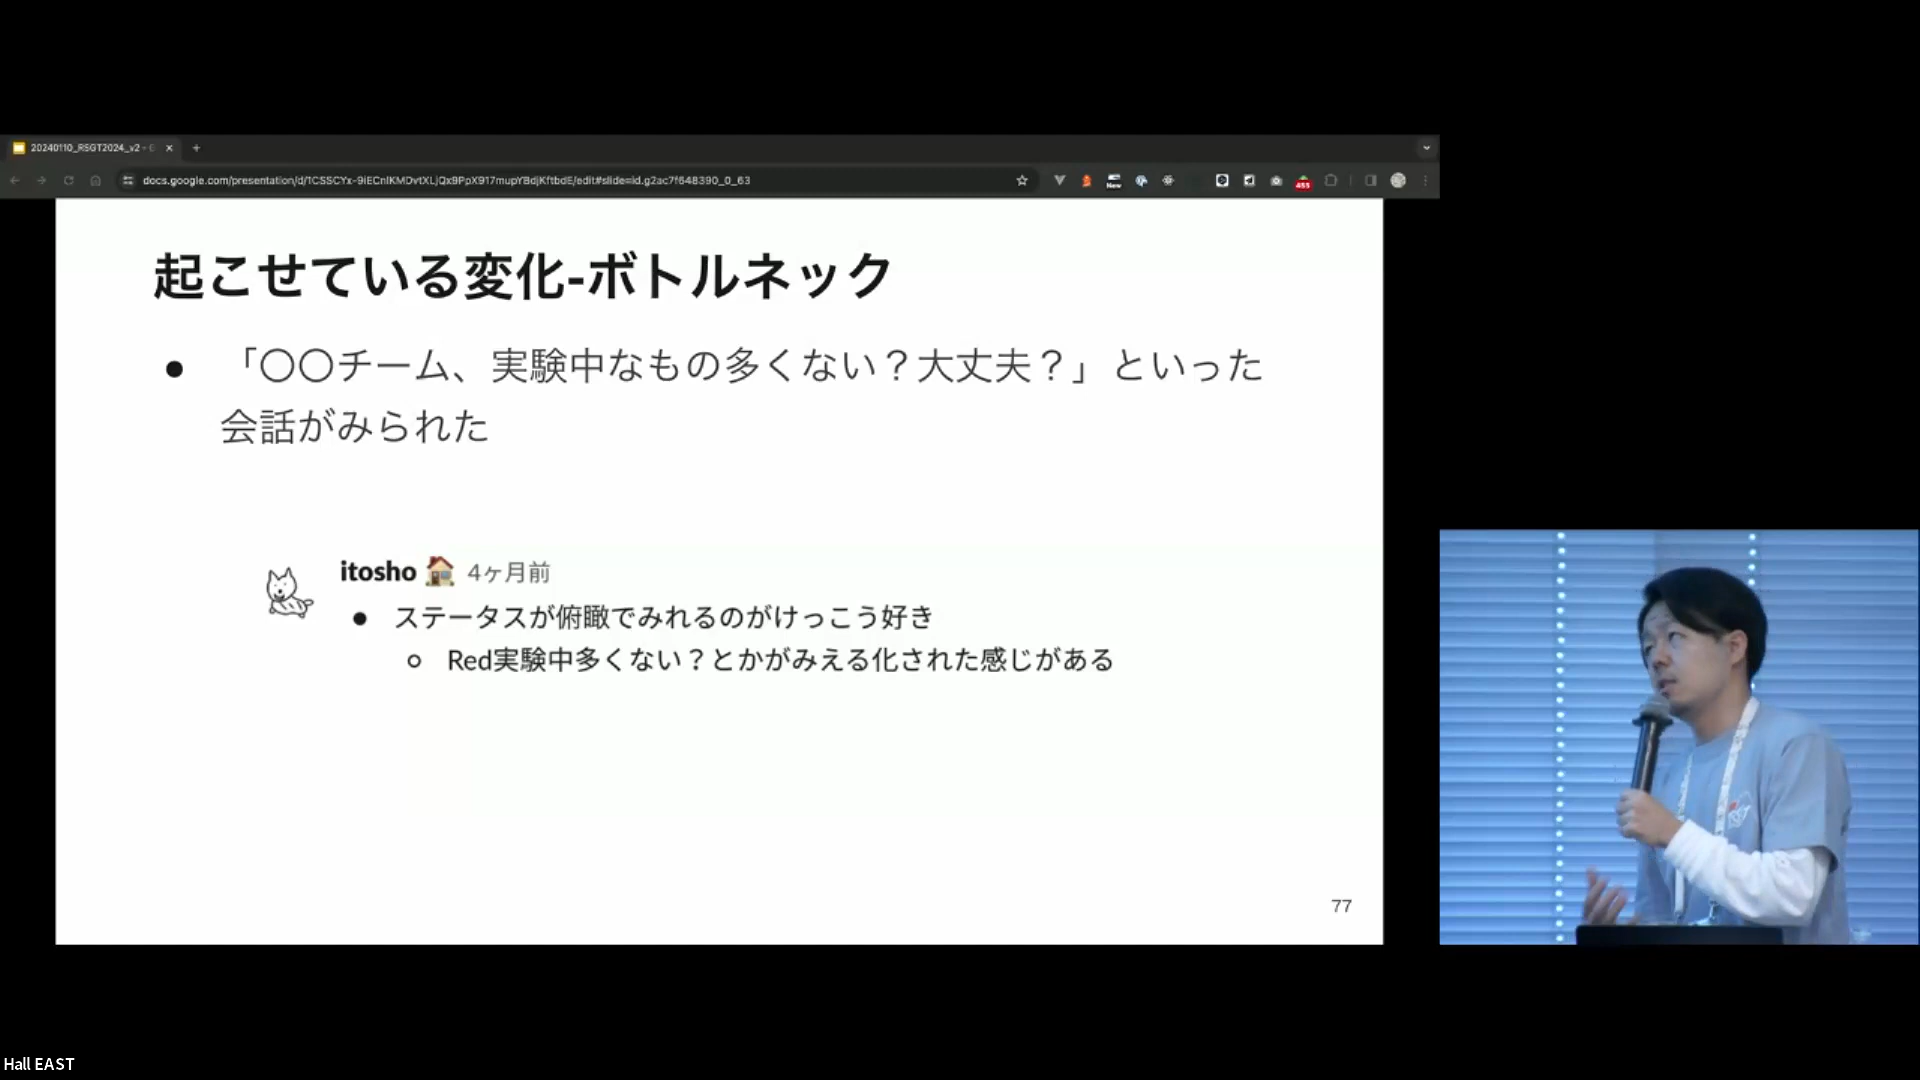 20240110_RSGT2024_v2 - G
docs.google.com/presentation/d/1CSSCYx-9iECnlKMDvtXLjQx9PpX917mupYBdjKftbdE/edit#slide=id.g2ac7f648390_0_63
New
455
起こせている変化-ボトルネック
● 「〇〇チーム、実験中なもの多くない？大丈夫？」といった
会話がみられた
itosho 🏠 4ヶ月前
● ステータスが俯瞰でみれるのがけっこう好き
○ Red実験中多くない？とかがみえる化された感じがある
77
Hall EAST